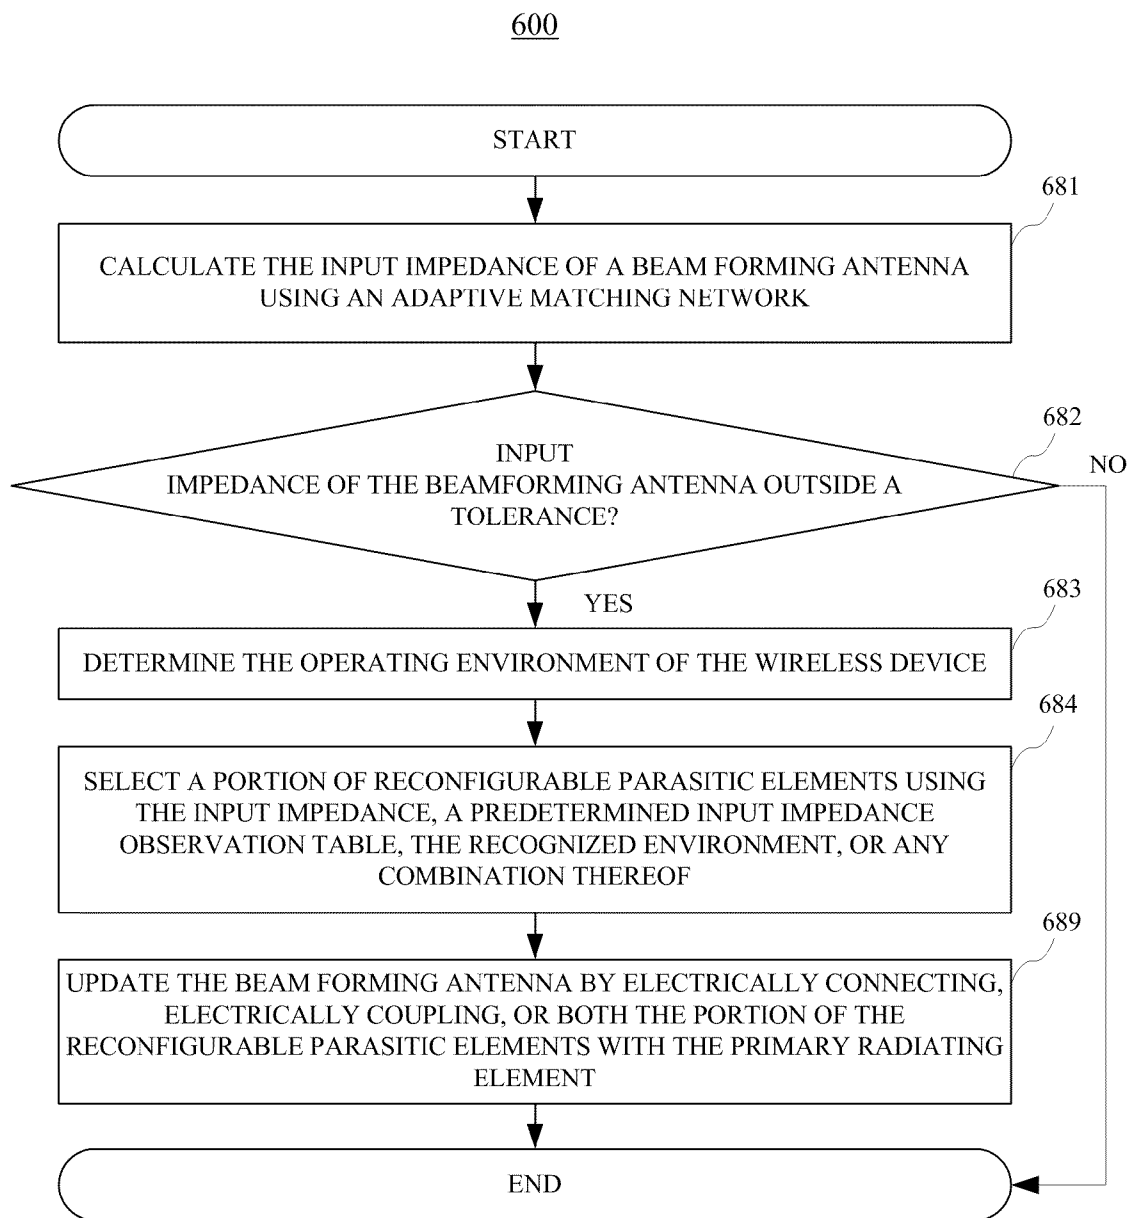 600
START
681
CALCULATE THE INPUT IMPEDANCE OF A BEAM FORMING ANTENNA
USING AN ADAPTIVE MATCHING NETWORK
682
INPUT
IMPEDANCE OF THE BEAMFORMING ANTENNA OUTSIDE A
TOLERANCE?
NO
YES
683
DETERMINE THE OPERATING ENVIRONMENT OF THE WIRELESS DEVICE
684
SELECT A PORTION OF RECONFIGURABLE PARASITIC ELEMENTS USING
THE INPUT IMPEDANCE, A PREDETERMINED INPUT IMPEDANCE
OBSERVATION TABLE, THE RECOGNIZED ENVIRONMENT, OR ANY
COMBINATION THEREOF
689
UPDATE THE BEAM FORMING ANTENNA BY ELECTRICALLY CONNECTING,
ELECTRICALLY COUPLING, OR BOTH THE PORTION OF THE
RECONFIGURABLE PARASITIC ELEMENTS WITH THE PRIMARY RADIATING
ELEMENT
END